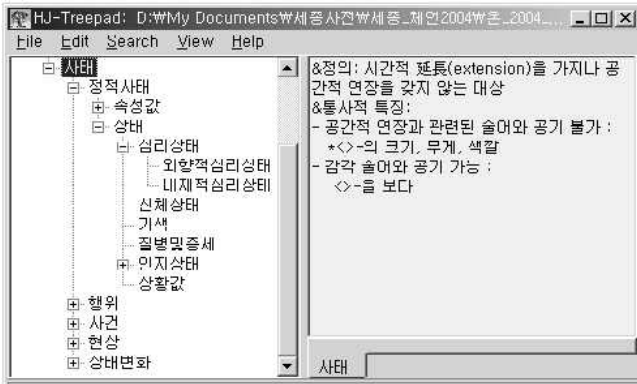 HJ-Treepad: D:₩My Documents₩세종사전₩세종_체언2004₩혼_2004_...
File Edit Search View Help
사태
정적사태
속성값
상태
심리상태
외향적심리상태
내재적심리상태
신체상태
기색
질병및증세
인지상태
상황값
행위
사건
현상
상태변화
&정의: 시간적 延長(extension)을 가지나 공
간적 연장을 갖지 않는 대상
&통사적 특징:
- 공간적 연장과 관련된 술어와 공기 불가 :
*<>-의 크기, 무게, 색깔
- 감각 술어와 공기 가능 :
<>-을 보다
사태